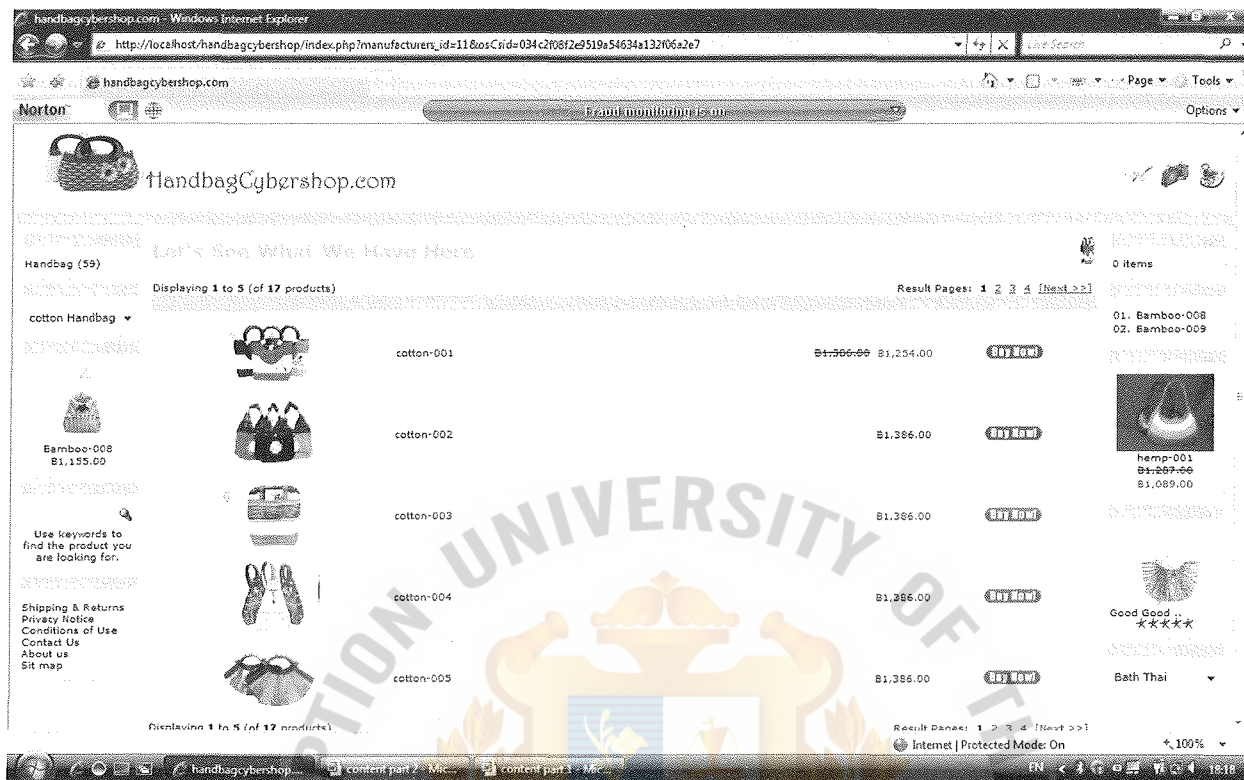 handbagcybershop.com - Windows Internet Explorer
http://localhost/handbagcybershop/index.php?manufacturers_id=11&osCsid=034c2f08f2e9519a54634a132f06a2e7
Live Search
handbagcybershop.com
Page
Tools
Norton
Fraud monitoring is on
Options
HandbagCybershop.com
Let's See What We Have Here
Handbag (59)
0 items
Displaying 1 to 5 (of 17 products)
Result Pages: 1 2 3 4 [Next >>]
cotton Handbag
01. Bamboo-008
02. Bamboo-009
cotton-001
฿1,254.00
Bamboo-008
฿1,155.00
cotton-002
฿1,386.00
hemp-001
฿1,287.00
฿1,089.00
cotton-003
฿1,386.00
Use keywords to
find the product you
are looking for.
cotton-004
฿1,386.00
Good Good ..
Shipping & Returns
Privacy Notice
Conditions of Use
Contact Us
About us
Sit map
cotton-005
฿1,386.00
Bath Thai
Displaying 1 to 5 (of 17 products)
Result Pages: 1 2 3 4 [Next >>]
Internet | Protected Mode: On
100%
handbagcybershop....
content part 2 - Mic...
content part - Mic...
EN
18:18
PTION UNIVERSITY OF T